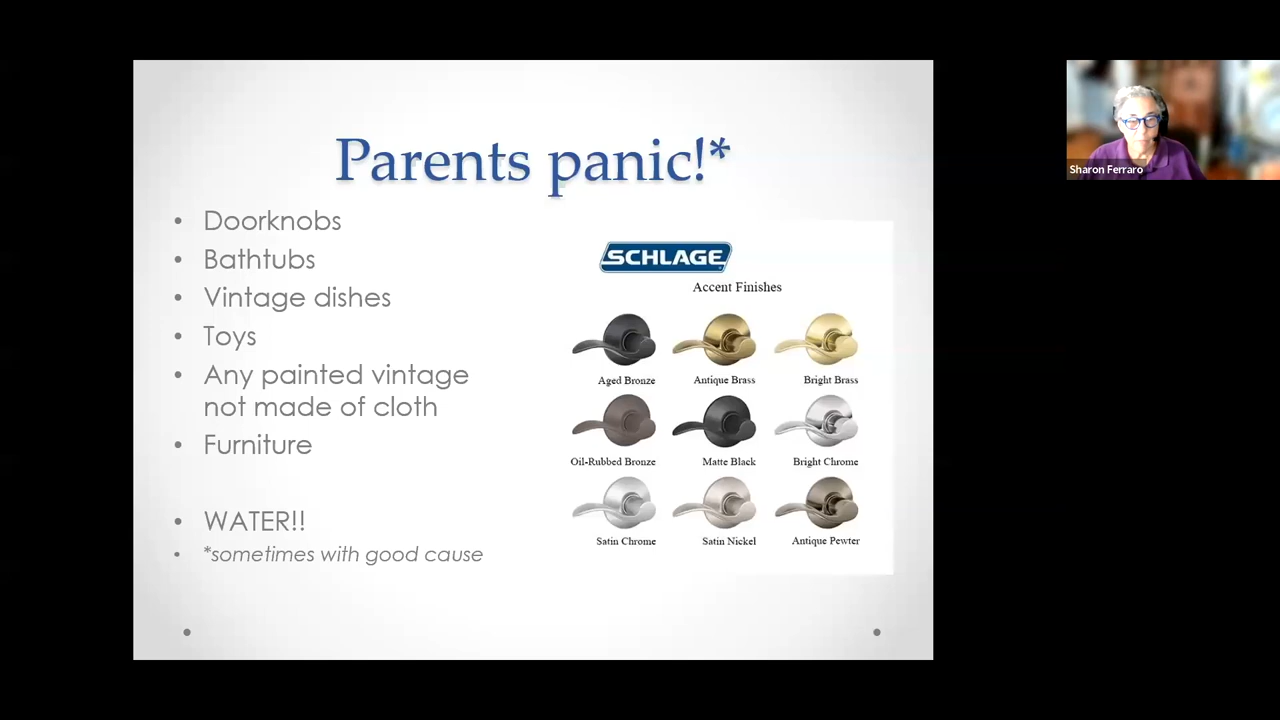 Parents panic!*
• Doorknobs
• Bathtubs
• Vintage dishes
• Toys
• Any painted vintage
not made of cloth
• Furniture
• WATER!!
• *sometimes with good cause
SCHLAGE
Accent Finishes
Aged Bronze
Antique Brass
Bright Brass
Oil-Rubbed Bronze
Matte Black
Bright Chrome
Satin Chrome
Satin Nickel
Antique Pewter
Sharon Ferraro